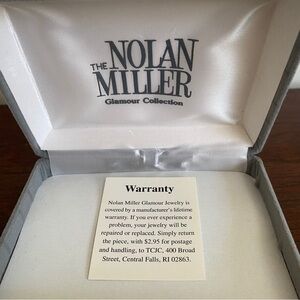 THE NOLAN
MILLER
Glamour Collection
Warranty
Nolan Miller Glamour Jewelry is
covered by a manufacturer's lifetime
warranty. If you ever experience a
problem, your jewelry will be
repaired or replaced. Simply return
the piece, with $2.95 for postage
and handling, to TCJC, 400 Broad
Street, Central Falls, RI 02863.